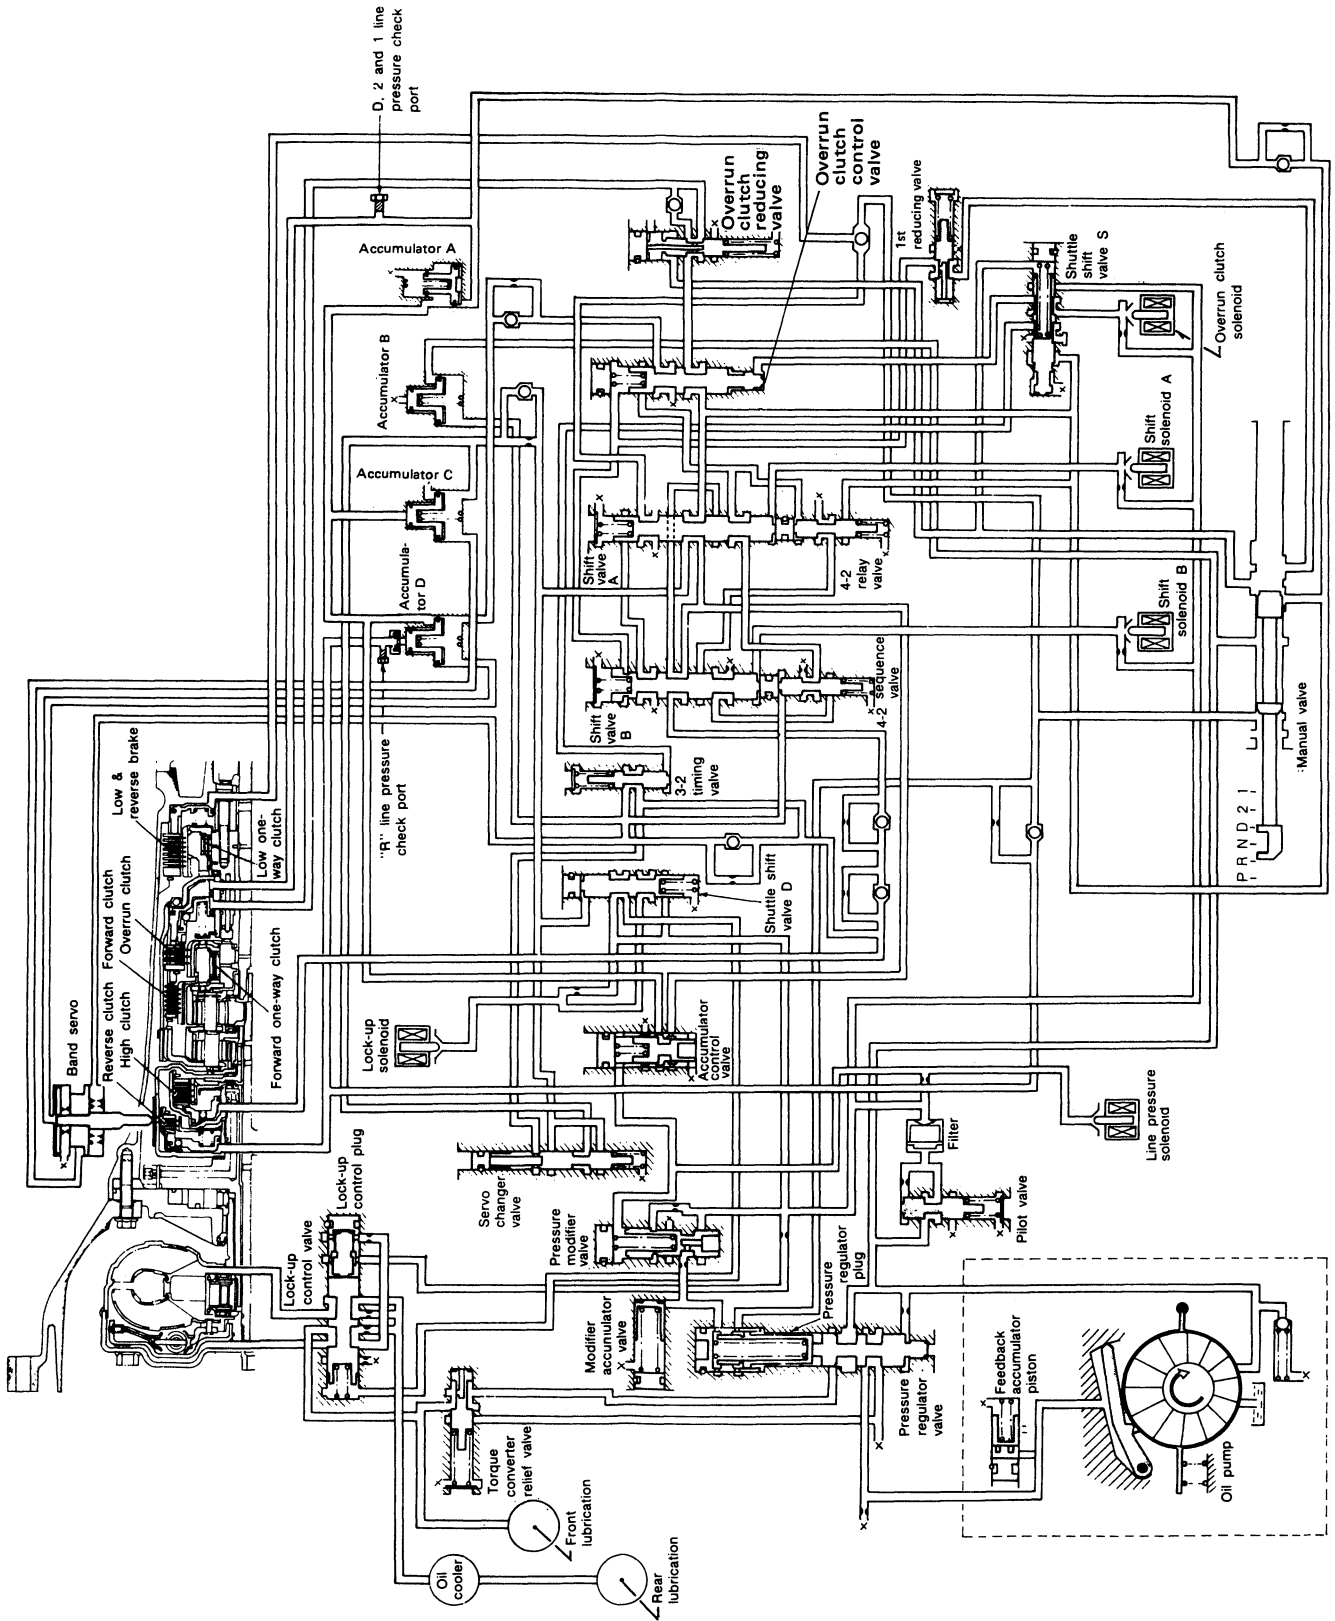 D, 2 and 1 line
pressure check
port
Accumulator A
Accumulator B
Accumulator C
Accumula-
tor D
"R" line pressure
check port
Overrun
clutch
reducing
valve
Overrun
clutch
control
valve
1st
reducing valve
Shuttle
shift
valve S
Overrun clutch
solenoid
Shift
solenoid A
Shift
solenoid B
Shift
valve
A
4-2
relay
valve
Shift
valve
B
4-2 sequence
valve
3-2
timing
valve
Shuttle shift
valve D
Manual valve
P R N D 2 1
Low &
reverse brake
Low one-
way clutch
Forward clutch
Overrun clutch
Forward one-way clutch
Reverse clutch
High clutch
Band servo
Lock-up
solenoid
Accumulator
control
valve
Line pressure
solenoid
Filter
Pilot valve
Servo
changer
valve
Pressure
modifier
valve
Lock-up
control plug
Lock-up
control valve
Pressure
regulator
plug
Modifier
accumulator
valve
Pressure
regulator
valve
Feedback
accumulator
piston
Oil pump
Torque
converter
relief valve
Front
lubrication
Oil
cooler
Rear
lubrication